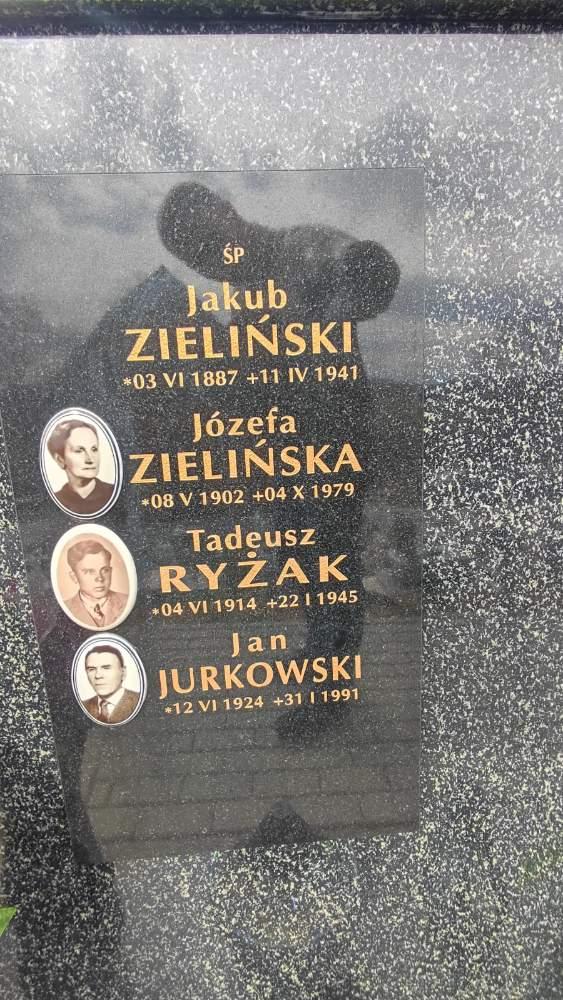 ŚP
Jakub
ZIELIŃSKI
*03 VI 1887 +11 IV 1941
Józefa
ZIELIŃSKA
*08 V 1902 +04 X 1979
Tadeusz
RYŻAK
*04 VI 1914 +22 I 1945
Jan
JURKOWSKI
*12 VI 1924 +31 I 1991